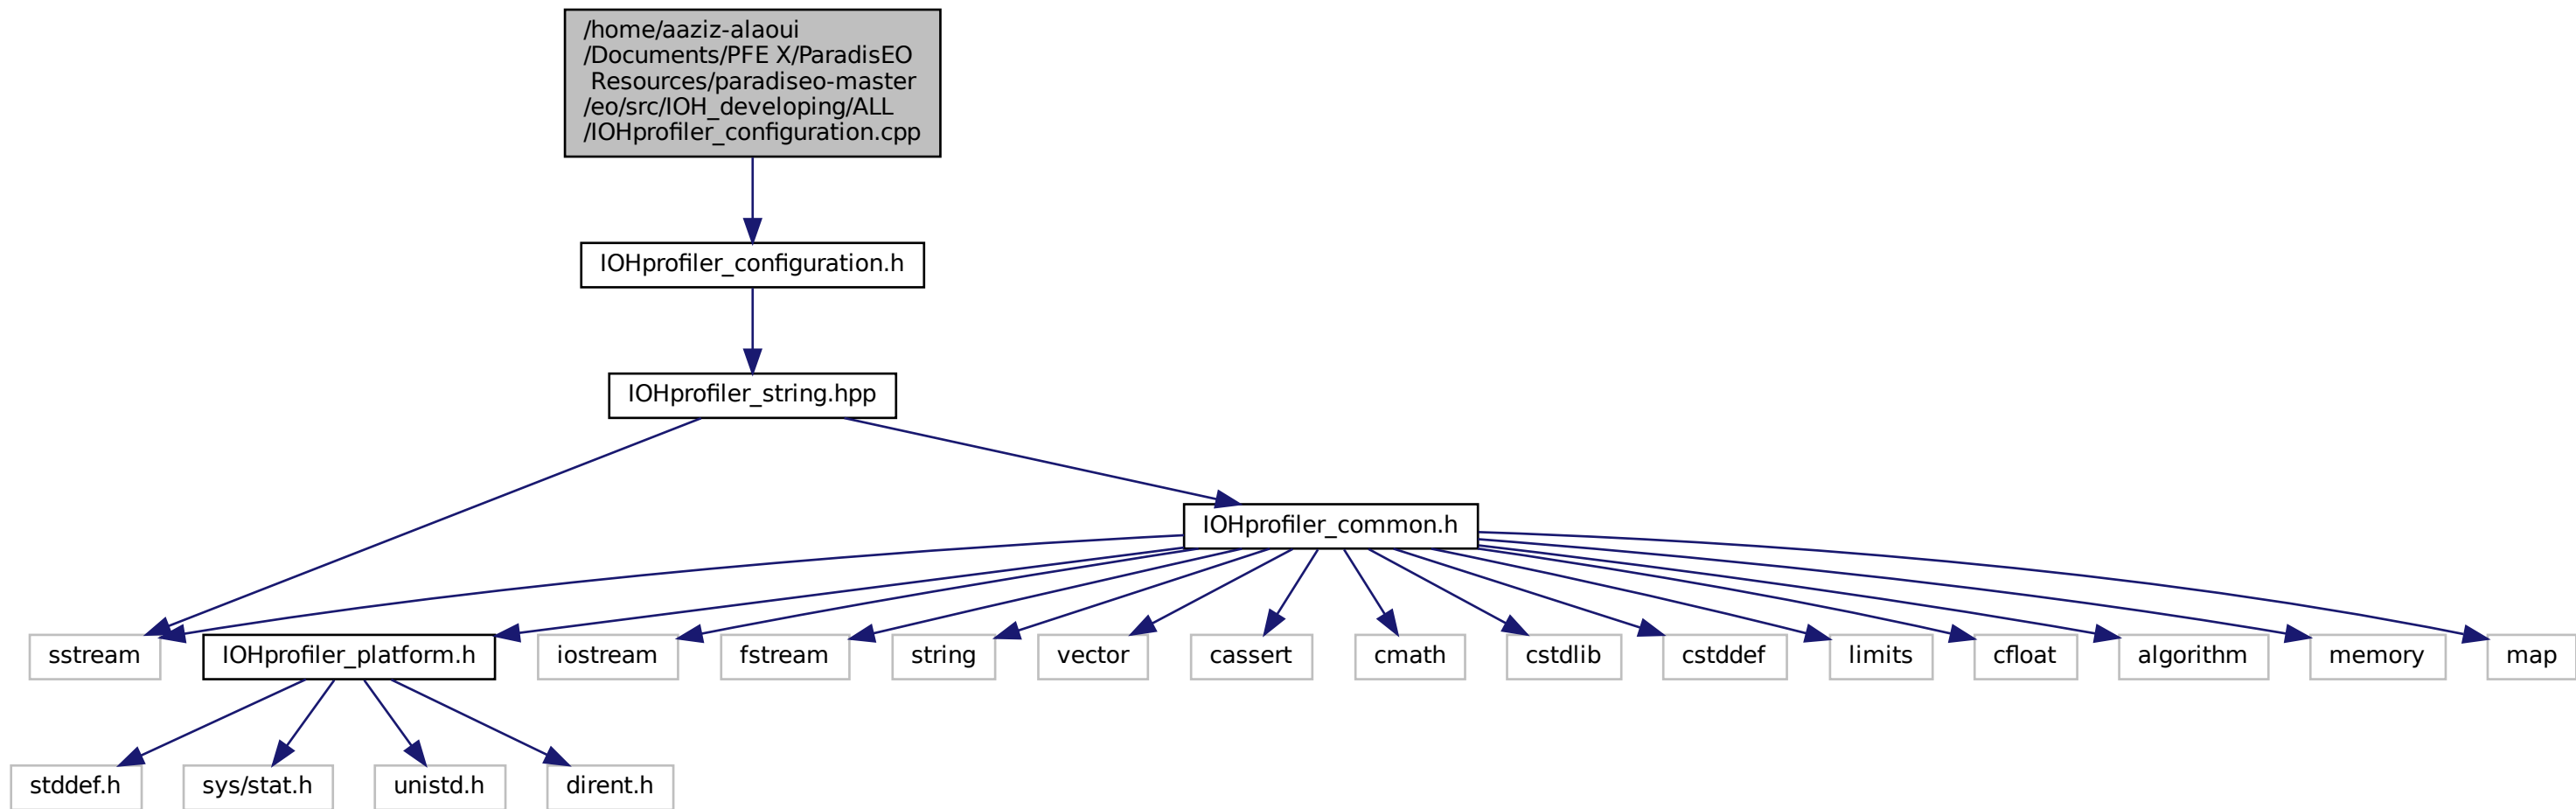 /home/aaziz-alaoui
/Documents/PFE X/ParadisEO
Resources/paradiseo-master
/eo/src/IOH_developing/ALL
/IOHprofiler_configuration.cpp
IOHprofiler_configuration.h
IOHprofiler_string.hpp
IOHprofiler_common.h
sstream
IOHprofiler_platform.h
iostream
fstream
string
vector
cassert
cmath
cstdlib
cstddef
limits
cfloat
algorithm
memory
map
stddef.h
sys/stat.h
unistd.h
dirent.h